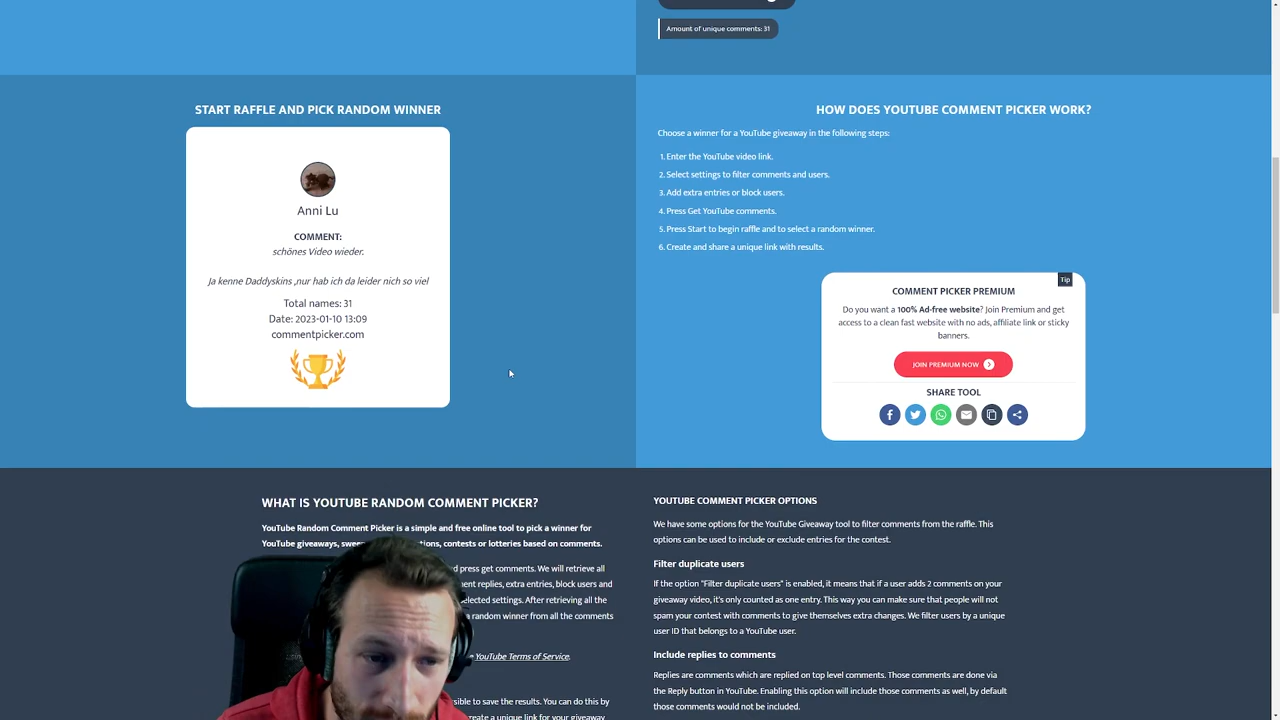 Amount of unique comments: 31
START RAFFLE AND PICK RANDOM WINNER
Anni Lu
COMMENT:
schönes Video wieder.
Ja kenne Daddyskins ,nur hab ich da leider nich so viel
Total names: 31
Date: 2023-01-10 13:09
commentpicker.com
HOW DOES YOUTUBE COMMENT PICKER WORK?
Choose a winner for a YouTube giveaway in the following steps:
1. Enter the YouTube video link.
2. Select settings to filter comments and users.
3. Add extra entries or block users.
4. Press Get YouTube comments.
5. Press Start to begin raffle and to select a random winner.
6. Create and share a unique link with results.
Tip
COMMENT PICKER PREMIUM
Do you want a 100% Ad-free website? Join Premium and get
access to a clean fast website with no ads, affiliate link or sticky
banners.
JOIN PREMIUM NOW
SHARE TOOL
WHAT IS YOUTUBE RANDOM COMMENT PICKER?
YouTube Random Comment Picker is a simple and free online tool to pick a winner for
YouTube giveaways, contests or lotteries based on comments.
d press get comments. We will retrieve all
ment replies, extra entries, block users and
selected settings. After retrieving all the
a random winner from all the comments
YouTube Terms of Service.
sible to save the results. You can do this by
create a unique link for your giveaway
YOUTUBE COMMENT PICKER OPTIONS
We have some options for the YouTube Giveaway tool to filter comments from the raffle. This
options can be used to include or exclude entries for the contest.
Filter duplicate users
If the option "Filter duplicate users" is enabled, it means that if a user adds 2 comments on your
giveaway video, it's only counted as one entry. This way you can make sure that people will not
spam your contest with comments to give themselves extra changes. We filter users by a unique
user ID that belongs to a YouTube user.
Include replies to comments
Replies are comments which are replied on top level comments. Those comments are done via
the Reply button in YouTube. Enabling this option will include those comments as well, by default
those comments would not be included.